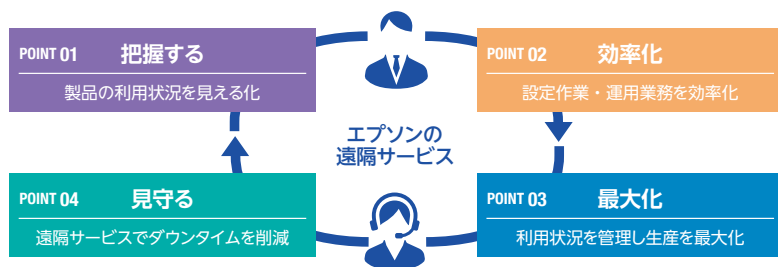 POINT 01 把握する
製品の利用状況を見える化
POINT 02 効率化
設定作業・運用業務を効率化
エプソンの
遠隔サービス
POINT 04 見守る
遠隔サービスでダウンタイムを削減
POINT 03 最大化
利用状況を管理し生産を最大化